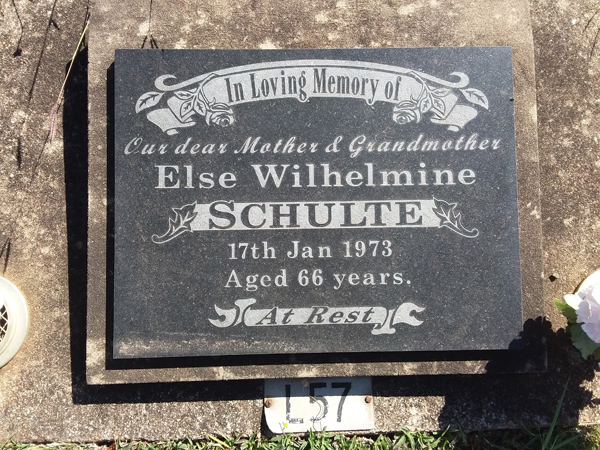 In Loving Memory of
Our dear Mother & Grandmother
Else Wilhelmine
SCHULTE
17th Jan 1973
Aged 66 years.
At Rest
L57